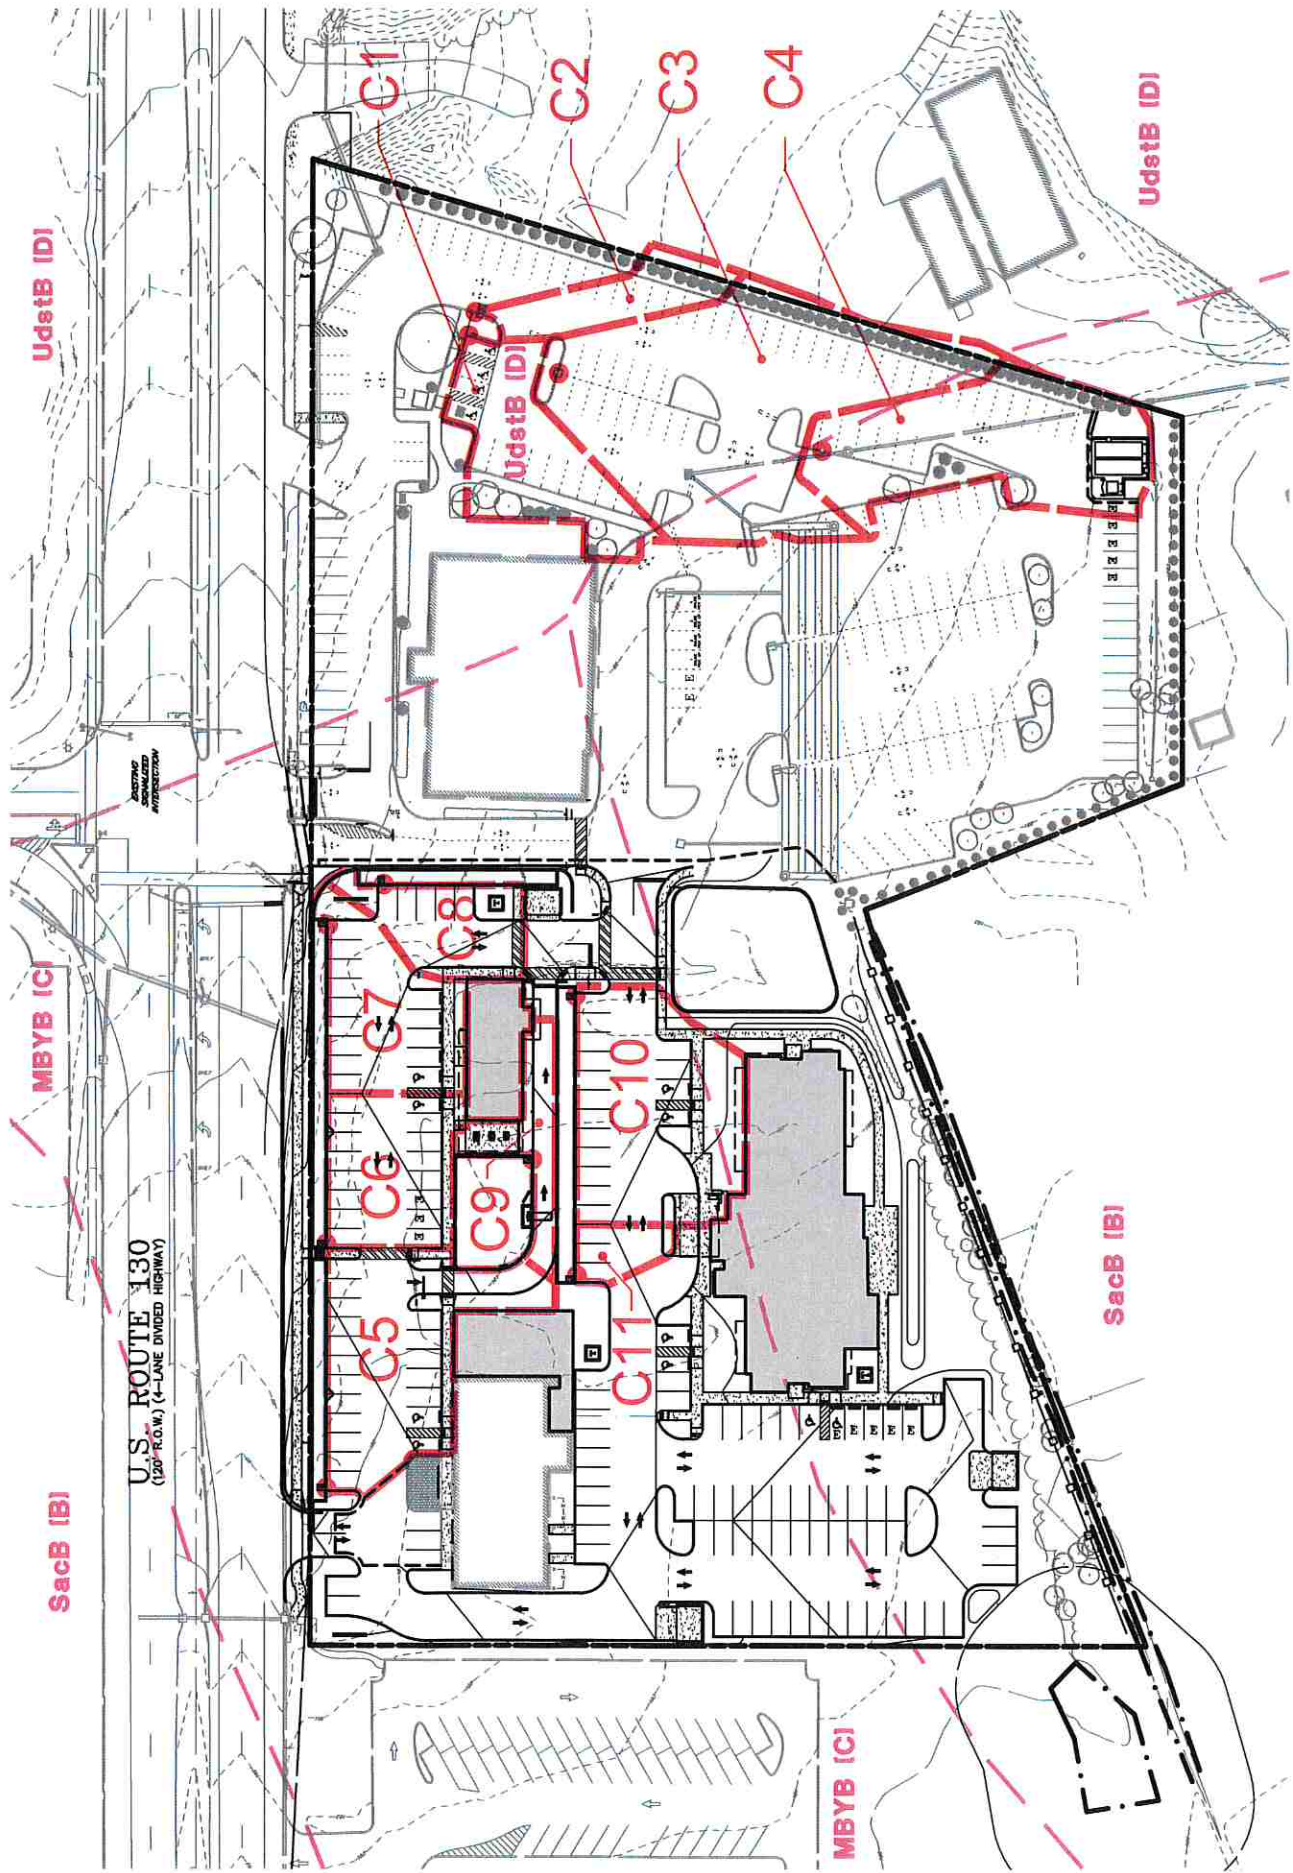 SacB [B]
MBYB [C]
UdstB [D]
U.S. ROUTE 130
(120' R.O.W.) (4-LANE DIVIDED HIGHWAY)
EXISTING
SIGNALIZED
INTERSECTION
C5
C6
C7
C8
C9
C10
C11
C1
C2
C3
C4
UdstB [D]
E E E
E E
E E E E E
E E E E
MBYB [C]
SacB [B]
UdstB [D]